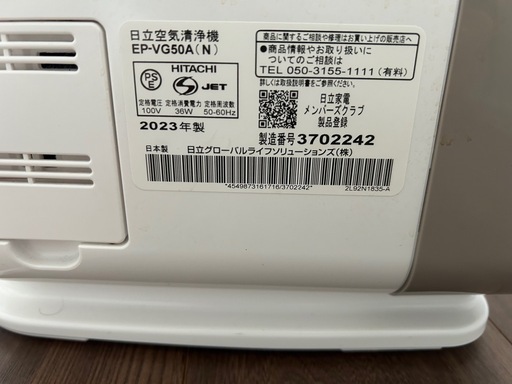 日立空気清浄機
EP-VG50A(N)
PS
E
HITACHI
S JET
定格電圧 定格消費電力 定格周波数
100V 36W 50-60Hz
2023年製
日本製 日立グローバルライフソリューションズ(株)
商品に関するご相談や修理はお買い上げの販売店へ
●商品情報やお取り扱いに
ついてのご相談は
TEL 050-3155-1111(有料)
詳しくは取扱説明書をご参照ください。
日立家電
メンバーズクラブ
製品登録
製造番号3702242
*4549873161716/3702242*
2L92N1835-A